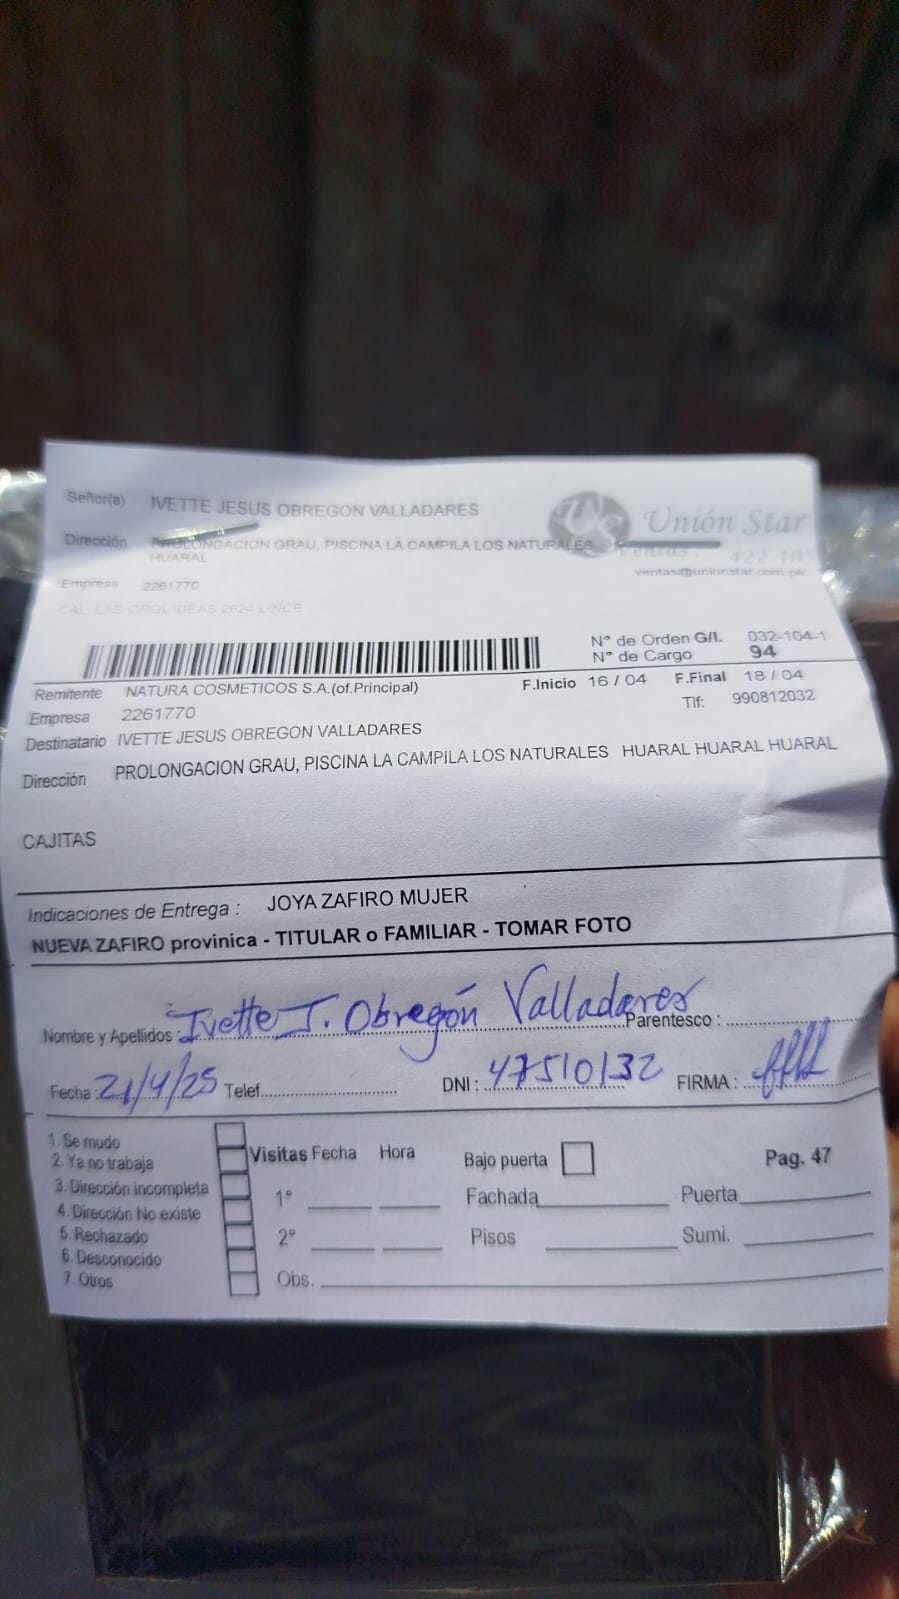 Señor(a) IVETTE JESUS OBREGON VALLADARES
Unión Star
Dirección PROLONGACION GRAU, PISCINA LA CAMPILA LOS NATURALES
HUARAL
Ventas : 422-105
ventas@unionstar.com.pe
Empresa 2261770
CAL. LAS ORQUIDEAS 2624 LINCE
N° de Orden G/I. 032-104-1
N° de Cargo 94
Remitente NATURA COSMETICOS S.A.(of.Principal) F.Inicio 16 / 04 F.Final 18 / 04
Empresa 2261770 Tlf: 990812032
Destinatario IVETTE JESUS OBREGON VALLADARES
Dirección PROLONGACION GRAU, PISCINA LA CAMPILA LOS NATURALES HUARAL HUARAL HUARAL
CAJITAS
Indicaciones de Entrega : JOYA ZAFIRO MUJER
NUEVA ZAFIRO provinica - TITULAR o FAMILIAR - TOMAR FOTO
Nombre y Apellidos : Ivette J. Obregón Valladares Parentesco :
Fecha : 21/4/25 Telef. DNI : 47510132 FIRMA :
1. Se mudo
2. Ya no trabaja
3. Dirección incompleta
4. Dirección No existe
5. Rechazado
6. Desconocido
7. Otros
Visitas Fecha Hora Bajo puerta Pag. 47
1° Fachada Puerta
2° Pisos Sumi.
Obs.